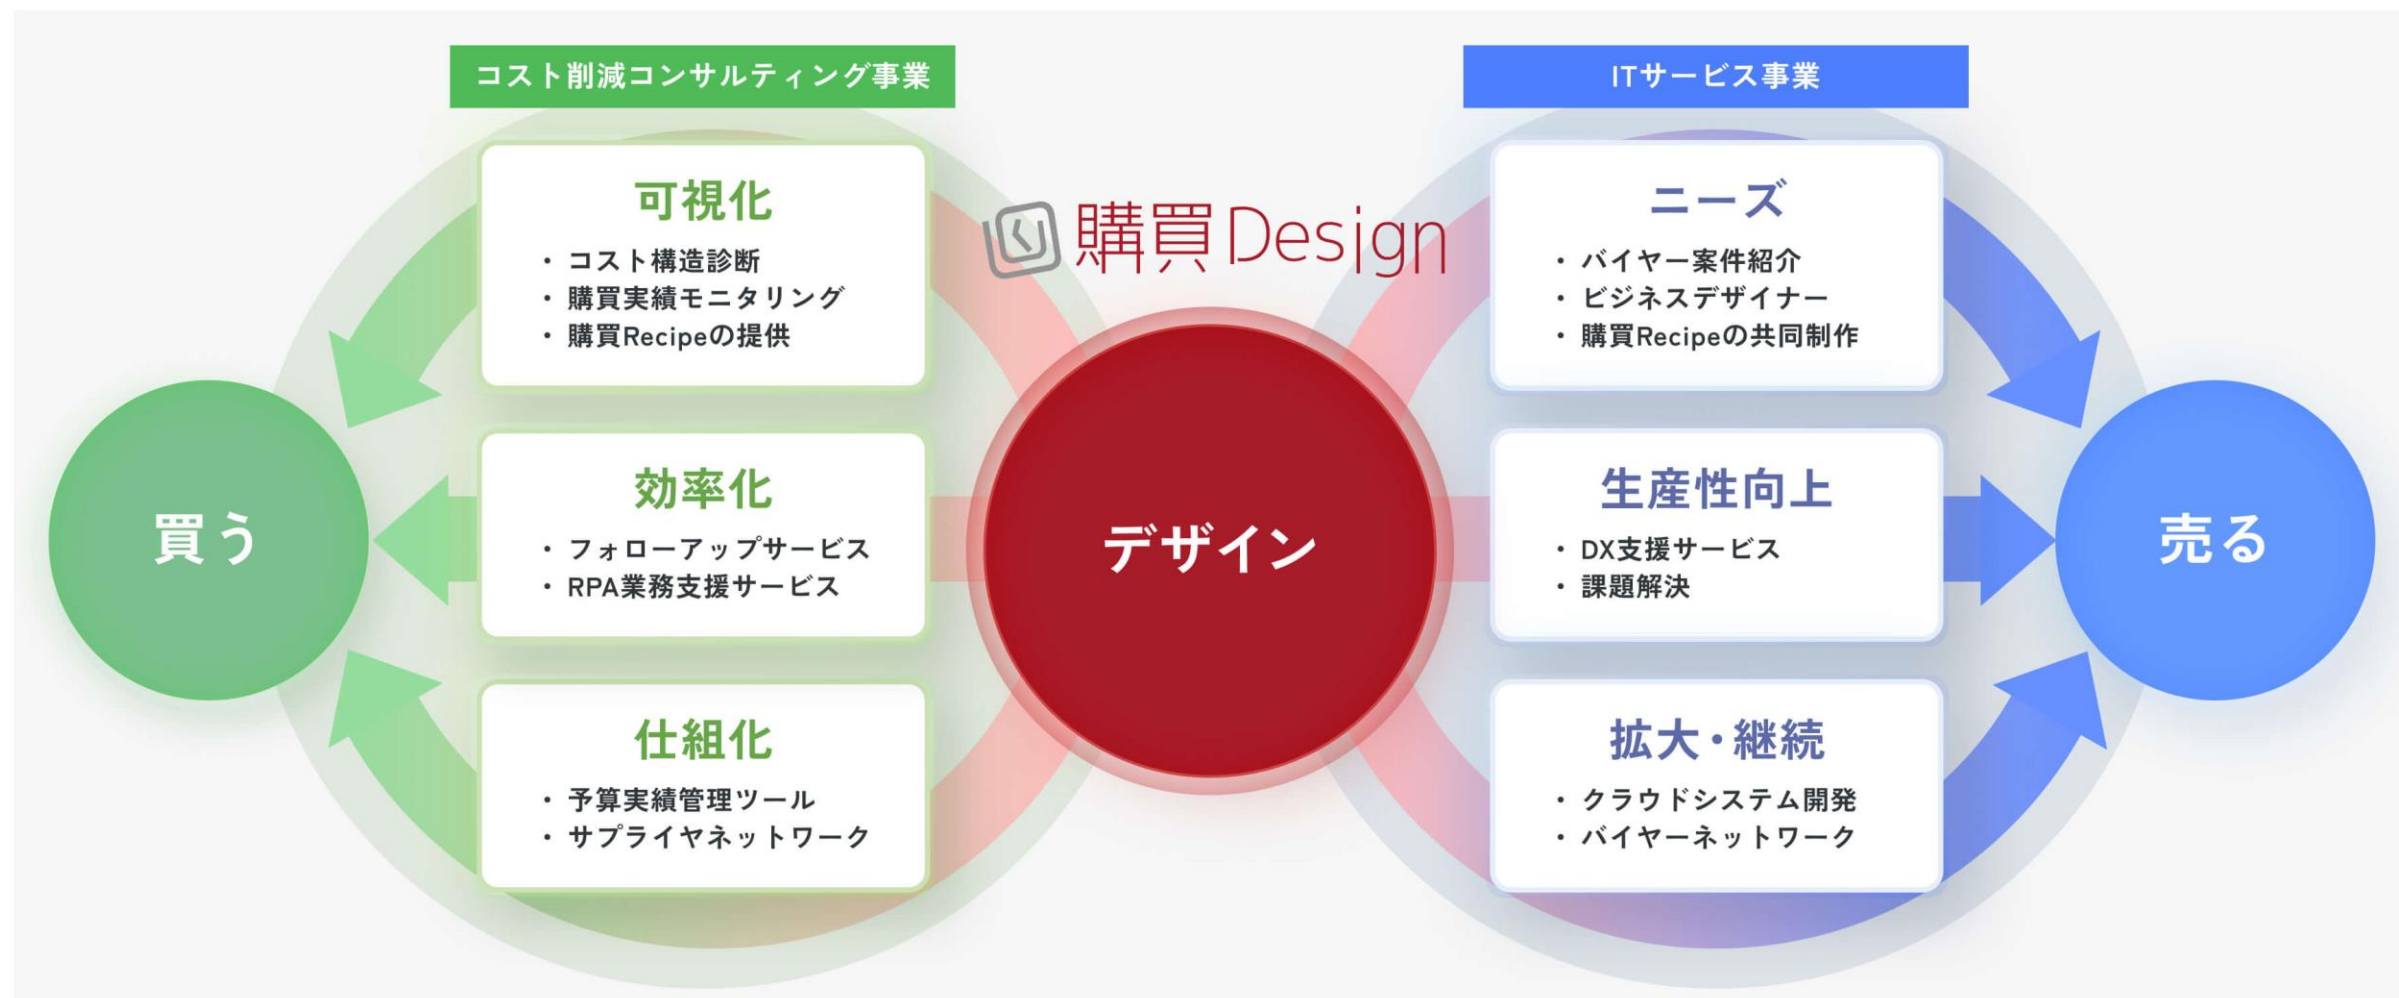 コスト削減コンサルティング事業
可視化
・コスト構造診断
・購買実績モニタリング
・購買Recipeの提供
効率化
・フォローアップサービス
・RPA業務支援サービス
仕組化
・予算実績管理ツール
・サプライヤネットワーク
買う
購買Design
デザイン
ITサービス事業
ニーズ
・バイヤー案件紹介
・ビジネスデザイナー
・購買Recipeの共同制作
生産性向上
・DX支援サービス
・課題解決
拡大・継続
・クラウドシステム開発
・バイヤーネットワーク
売る